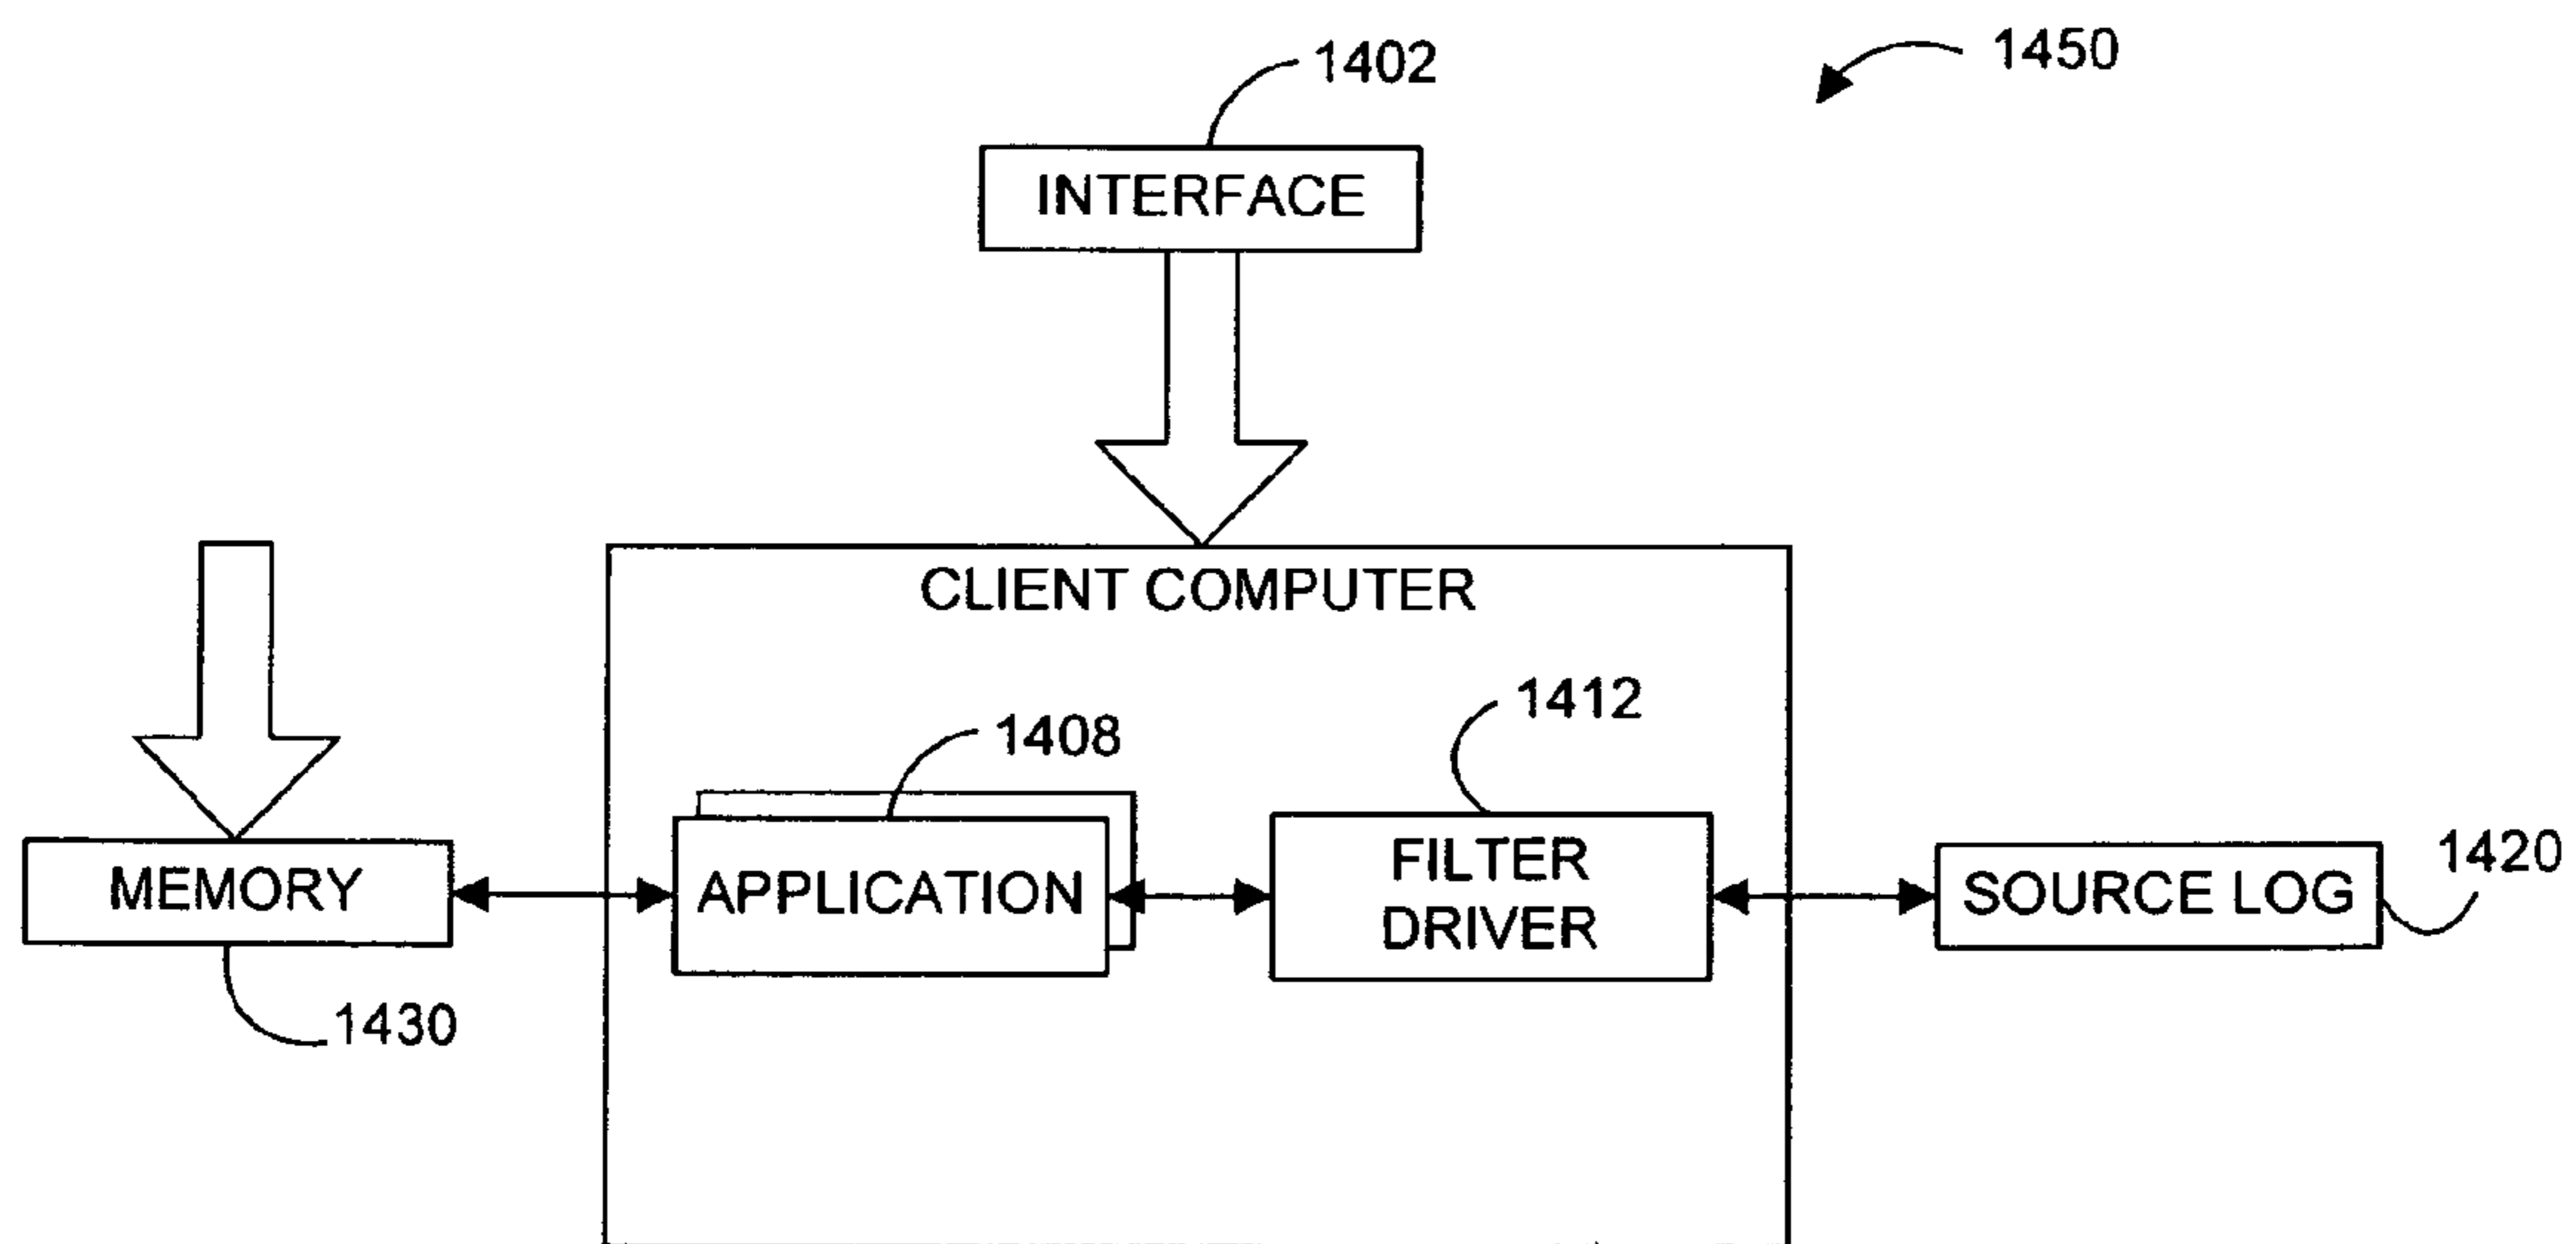 1402
1450
INTERFACE
CLIENT COMPUTER
1408
1412
MEMORY
APPLICATION
FILTER
DRIVER
SOURCE LOG
1420
1430